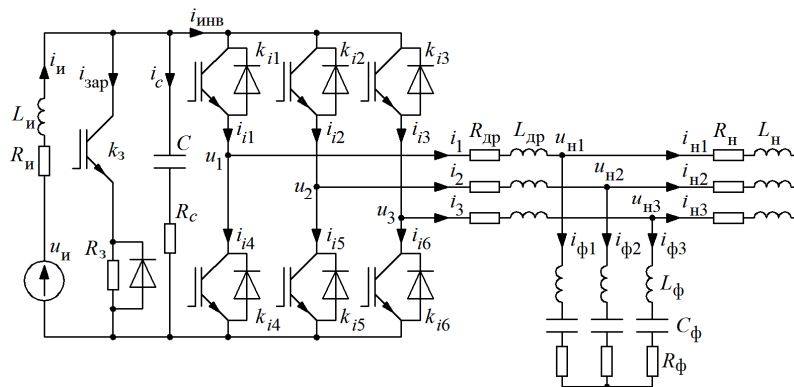 iинв
iи
iзар
ic
ki1
ki2
ki3
Lи
kз
C
ii1
ii2
ii3
i1
Rдр
Lдр
uн1
iн1
Rн
Lн
Rи
u1
i2
uн2
iн2
u2
Rc
i3
uн3
iн3
u3
uи
Rз
ii4
ii5
ii6
iф1
iф2
iф3
Lф
ki4
ki5
ki6
Cф
Rф